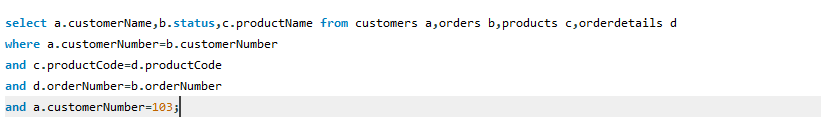 select a.customerName,b.status,c.productName from customers a,orders b,products c,orderdetails d
where a.customerNumber=b.customerNumber
and c.productCode=d.productCode
and d.orderNumber=b.orderNumber
and a.customerNumber=103;